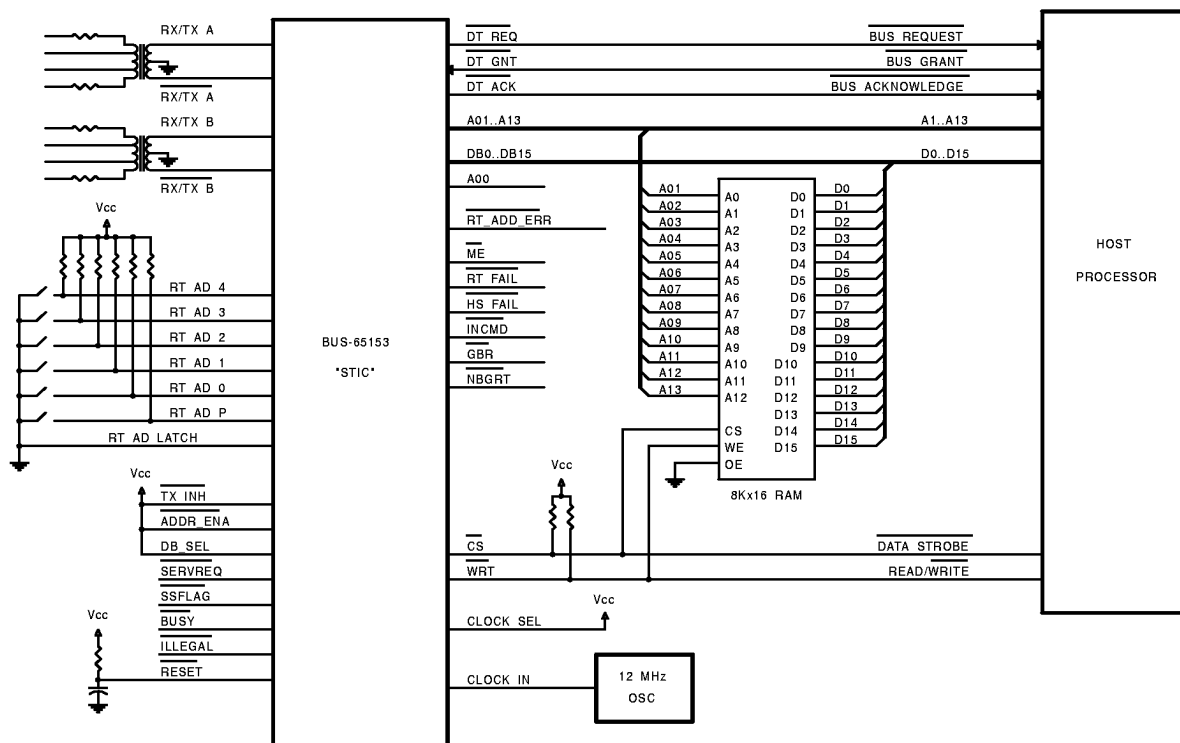 RX/TX A
RX/TX A
RX/TX B
RX/TX B
Vcc
RT AD 4
RT AD 3
RT AD 2
RT AD 1
RT AD 0
RT AD P
RT AD LATCH
Vcc
TX INH
ADDR_ENA
DB_SEL
SERVREQ
SSFLAG
BUSY
ILLEGAL
RESET
Vcc
BUS-65153
"STIC"
DT REQ
DT GNT
DT ACK
A01..A13
DB0..DB15
A00
RT_ADD_ERR
ME
RT FAIL
HS FAIL
INCMD
GBR
NBGRT
CS
WRT
CLOCK SEL
CLOCK IN
Vcc
Vcc
12 MHz
OSC
BUS REQUEST
BUS GRANT
BUS ACKNOWLEDGE
A1..A13
D0..D15
A01 A0 D0 D0
A02 A1 D1 D1
A03 A2 D2 D2
A04 A3 D3 D3
A05 A4 D4 D4
A06 A5 D5 D5
A07 A6 D6 D6
A08 A7 D7 D7
A09 A8 D8 D8
A10 A9 D9 D9
A11 A10 D10 D10
A12 A11 D11 D11
A13 A12 D12 D12
D13 D13
CS D14 D14
WE D15 D15
OE
8Kx16 RAM
DATA STROBE
READ/WRITE
HOST
PROCESSOR